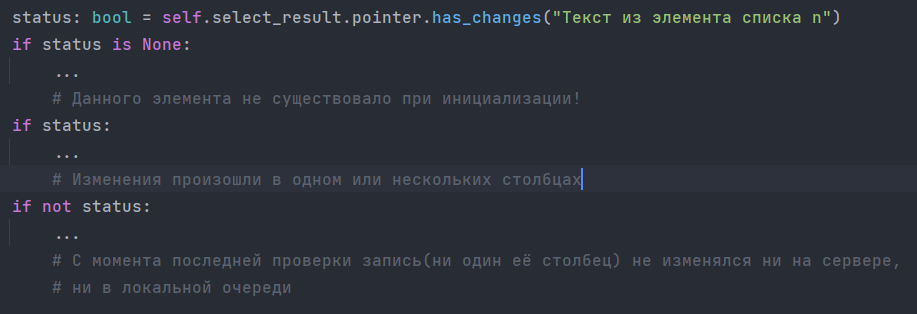 status: bool = self.select_result.pointer.has_changes("Текст из элемента списка n")
if status is None:
...
# Данного элемента не существовало при инициализации!
if status:
...
# Изменения произошли в одном или нескольких столбцах
if not status:
...
# С момента последней проверки запись(ни один её столбец) не изменялся ни на сервере,
# ни в локальной очереди